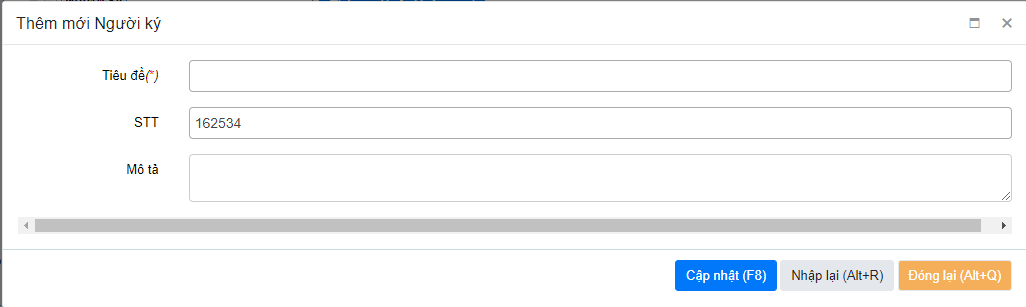 Thêm mới Người ký
Tiêu đề(*)
STT
162534
Mô tả
Cập nhật (F8) Nhập lại (Alt+R) Đóng lại (Alt+Q)